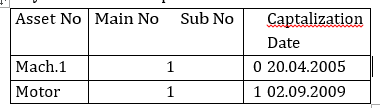 Asset No Main No Sub No Captalization
Date
Mach.1 1 0 20.04.2005
Motor 1 1 02.09.2009